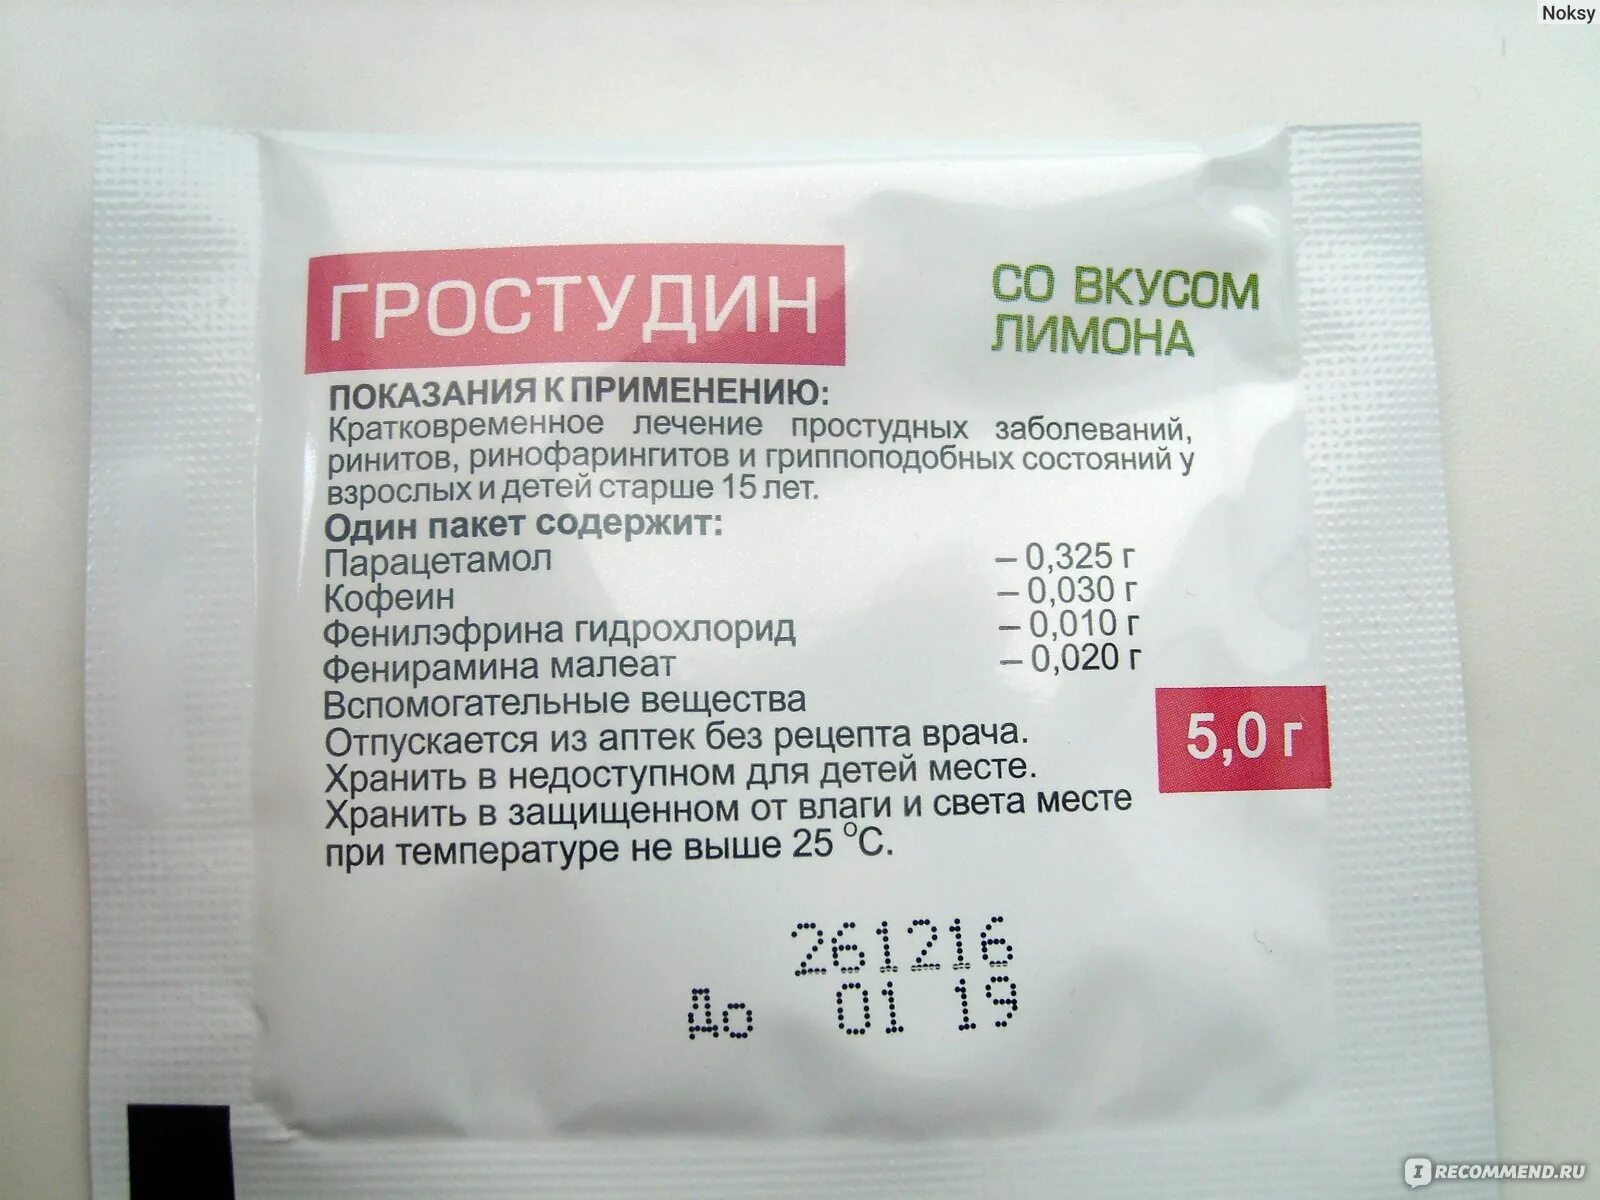 Noksy
ГРОСТУДИН
СО ВКУСОМ
ЛИМОНА
ПОКАЗАНИЯ К ПРИМЕНЕНИЮ:
Кратковременное лечение простудных заболеваний,
ринитов, ринофарингитов и гриппоподобных состояний у
взрослых и детей старше 15 лет.
Один пакет содержит:
Парацетамол – 0,325 г
Кофеин – 0,030 г
Фенилэфрина гидрохлорид – 0,010 г
Фенирамина малеат – 0,020 г
Вспомогательные вещества
Отпускается из аптек без рецепта врача.
Хранить в недоступном для детей месте.
Хранить в защищенном от влаги и света месте
при температуре не выше 25 °С.
5,0 г
261216
До 01 19
IRECOMMEND.RU